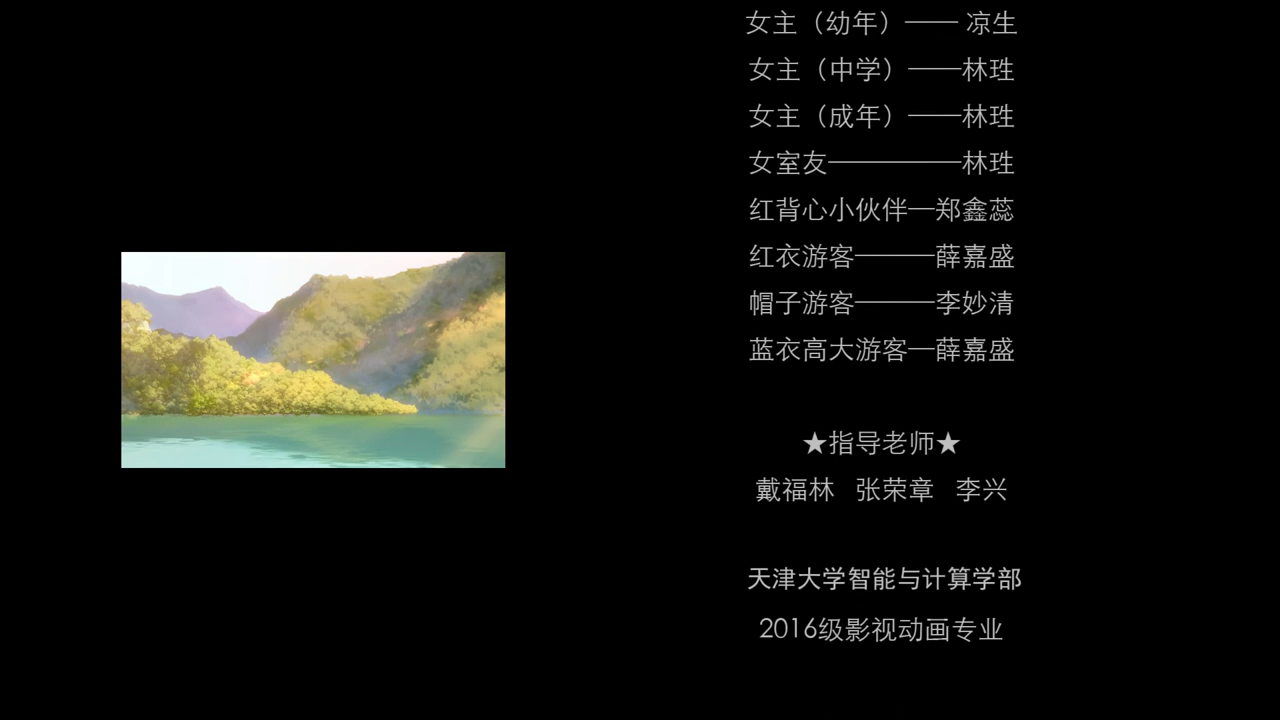 女主（幼年）—— 凉生
女主（中学）——林珄
女主（成年）——林珄
女室友—————林珄
红背心小伙伴—郑鑫蕊
红衣游客———薛嘉盛
帽子游客———李妙清
蓝衣高大游客—薛嘉盛
★指导老师★
戴福林 张荣章 李兴
天津大学智能与计算学部
2016级影视动画专业